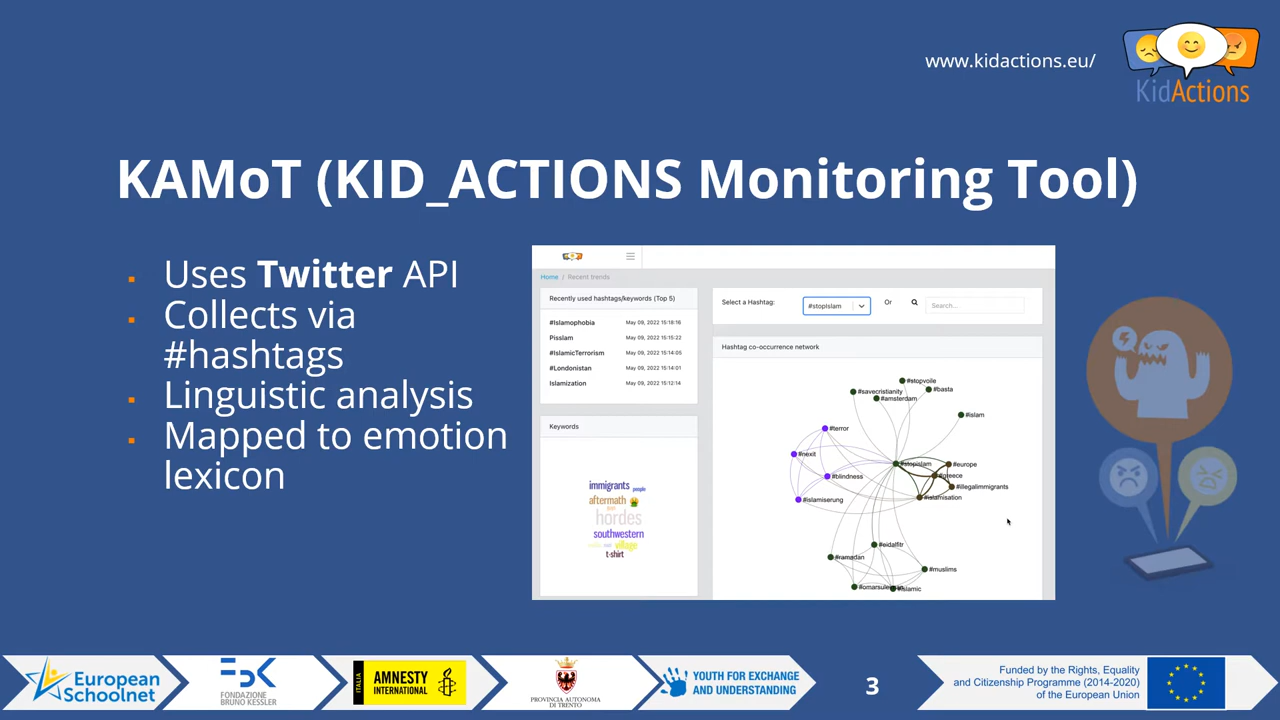 www.kidactions.eu/
KidActions
KAMoT (KID_ACTIONS Monitoring Tool)
Uses Twitter API
Collects via
#hashtags
Linguistic analysis
Mapped to emotion
lexicon
Home / Recent trends
Recently used hashtags/keywords (Top 5)
#Islamophobia May 09, 2022 15:18:16
Pisslam May 09, 2022 15:15:22
#IslamicTerrorism May 09, 2022 15:14:05
#Londonistan May 09, 2022 15:14:01
Islamization May 09, 2022 15:12:14
Keywords
immigrants people
aftermath
hordes
southwestern
village
t-shirt
Select a Hashtag: #stopIslam Or Search...
Hashtag co-occurrence network
#stopvoile
#savecristianity #basta
#amsterdam
#islam
#terror
#nexit #stopislam #europe
#blindness #greece
#illegalimmigrants
#islamiserung #islamisation
#eidalfitr
#ramadan
#muslims
#islamic
European
Schoolnet
FBK
FONDAZIONE
BRUNO KESSLER
ITALIA
AMNESTY
INTERNATIONAL
PROVINCIA AUTONOMA
DI TRENTO
YOUTH FOR EXCHANGE
AND UNDERSTANDING
3
Funded by the Rights, Equality
and Citizenship Programme (2014-2020)
of the European Union